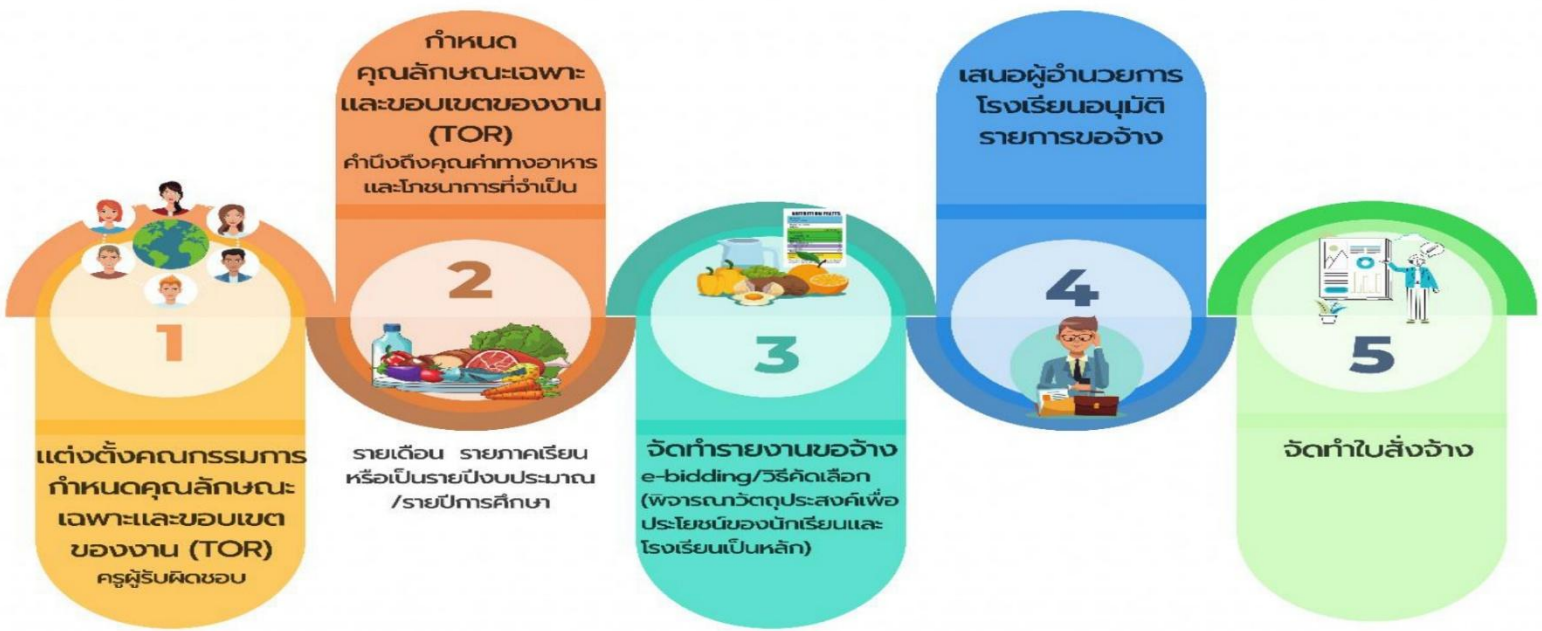 1
แต่งตั้งคณะกรรมการ
กำหนดคุณลักษณะ
เฉพาะและขอบเขต
ของงาน (TOR)
ครูผู้รับผิดชอบ
กำหนด
คุณลักษณะเฉพาะ
และขอบเขตของงาน
(TOR)
คำนึงถึงคุณค่าทางอาหาร
และโภชนาการที่จำเป็น
2
รายเดือน รายภาคเรียน
หรือเป็นรายปีงบประมาณ
/รายปีการศึกษา
NUTRITION FACTS
3
จัดทำรายงานขอจ้าง
e-bidding/วิธีคัดเลือก
(พิจารณาวัตถุประสงค์เพื่อ
ประโยชน์ของนักเรียนและ
โรงเรียนเป็นหลัก)
เสนอผู้อำนวยการ
โรงเรียนอนุมัติ
รายการขอจ้าง
4
5
จัดทำใบสั่งจ้าง